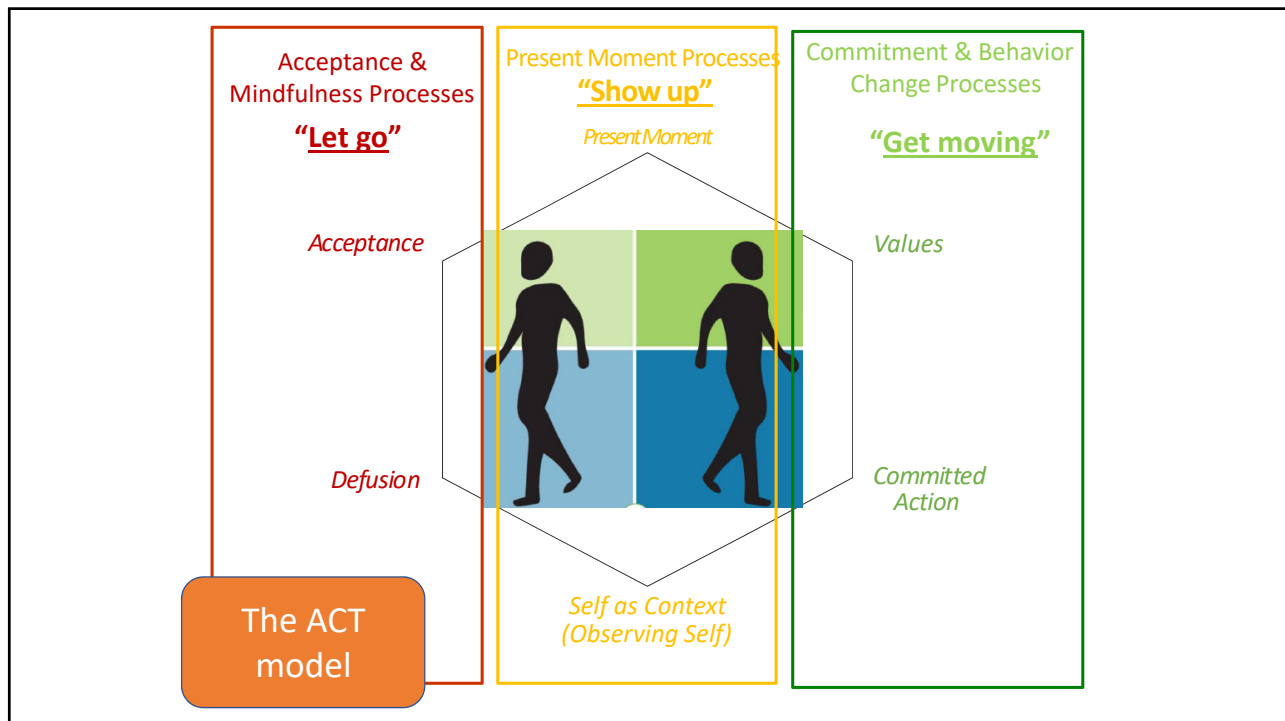 Acceptance &
Mindfulness Processes
“Let go”
Acceptance
Defusion
Present Moment Processes
“Show up”
Present Moment
Self as Context
(Observing Self)
Commitment & Behavior
Change Processes
“Get moving”
Values
Committed
Action
The ACT
model